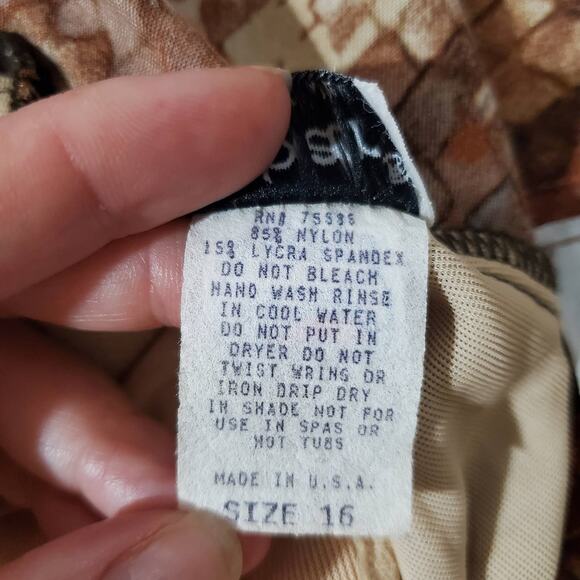 RN# 75585
85% NYLON
15% LYCRA SPANDEX
DO NOT BLEACH
HAND WASH RINSE
IN COOL WATER
DO NOT PUT IN
DRYER DO NOT
TWIST WRING OR
IRON DRIP DRY
IN SHADE NOT FOR
USE IN SPAS OR
HOT TUBS
MADE IN U.S.A.
SIZE 16